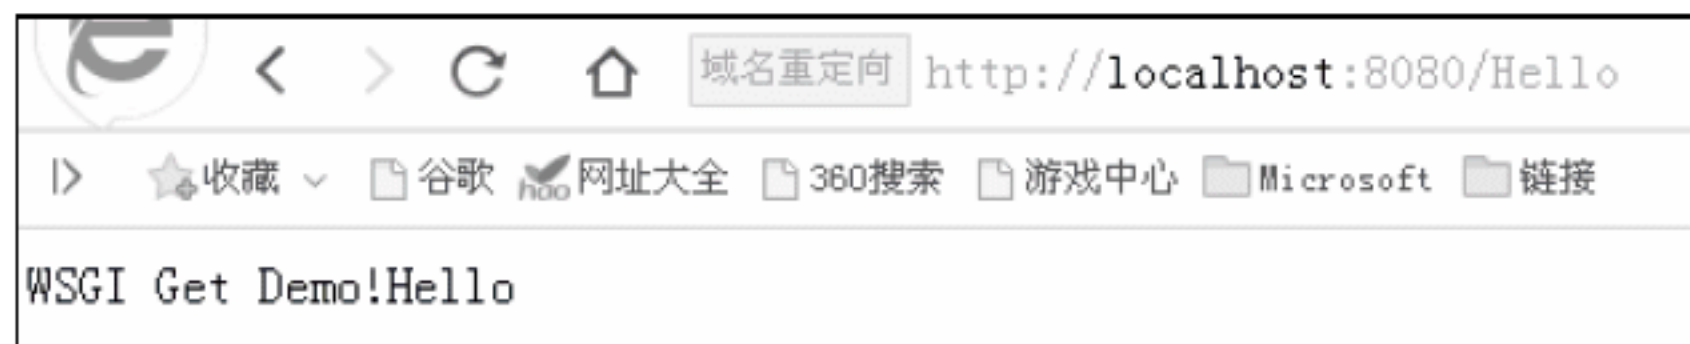 域名重定向 http://localhost:8080/Hello
收藏 谷歌 hao 网址大全 360搜索 游戏中心 Microsoft 链接
WSGI Get Demo!Hello